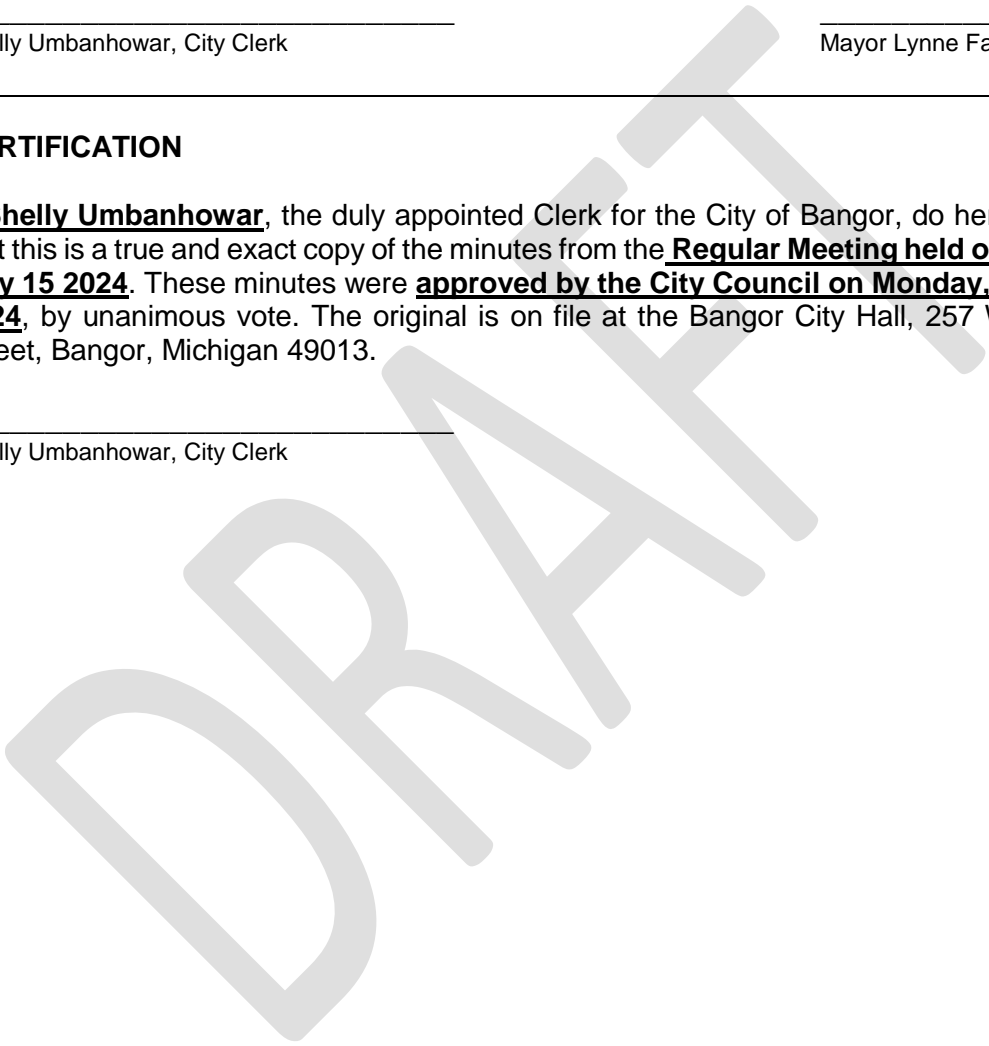 lly Umbanhowar, City Clerk
Mayor Lynne Fa
RTIFICATION
helly Umbanhowar, the duly appointed Clerk for the City of Bangor, do her
t this is a true and exact copy of the minutes from the Regular Meeting held o
y 15 2024. These minutes were approved by the City Council on Monday,
24, by unanimous vote. The original is on file at the Bangor City Hall, 257 W
eet, Bangor, Michigan 49013.
lly Umbanhowar, City Clerk
DRAFT